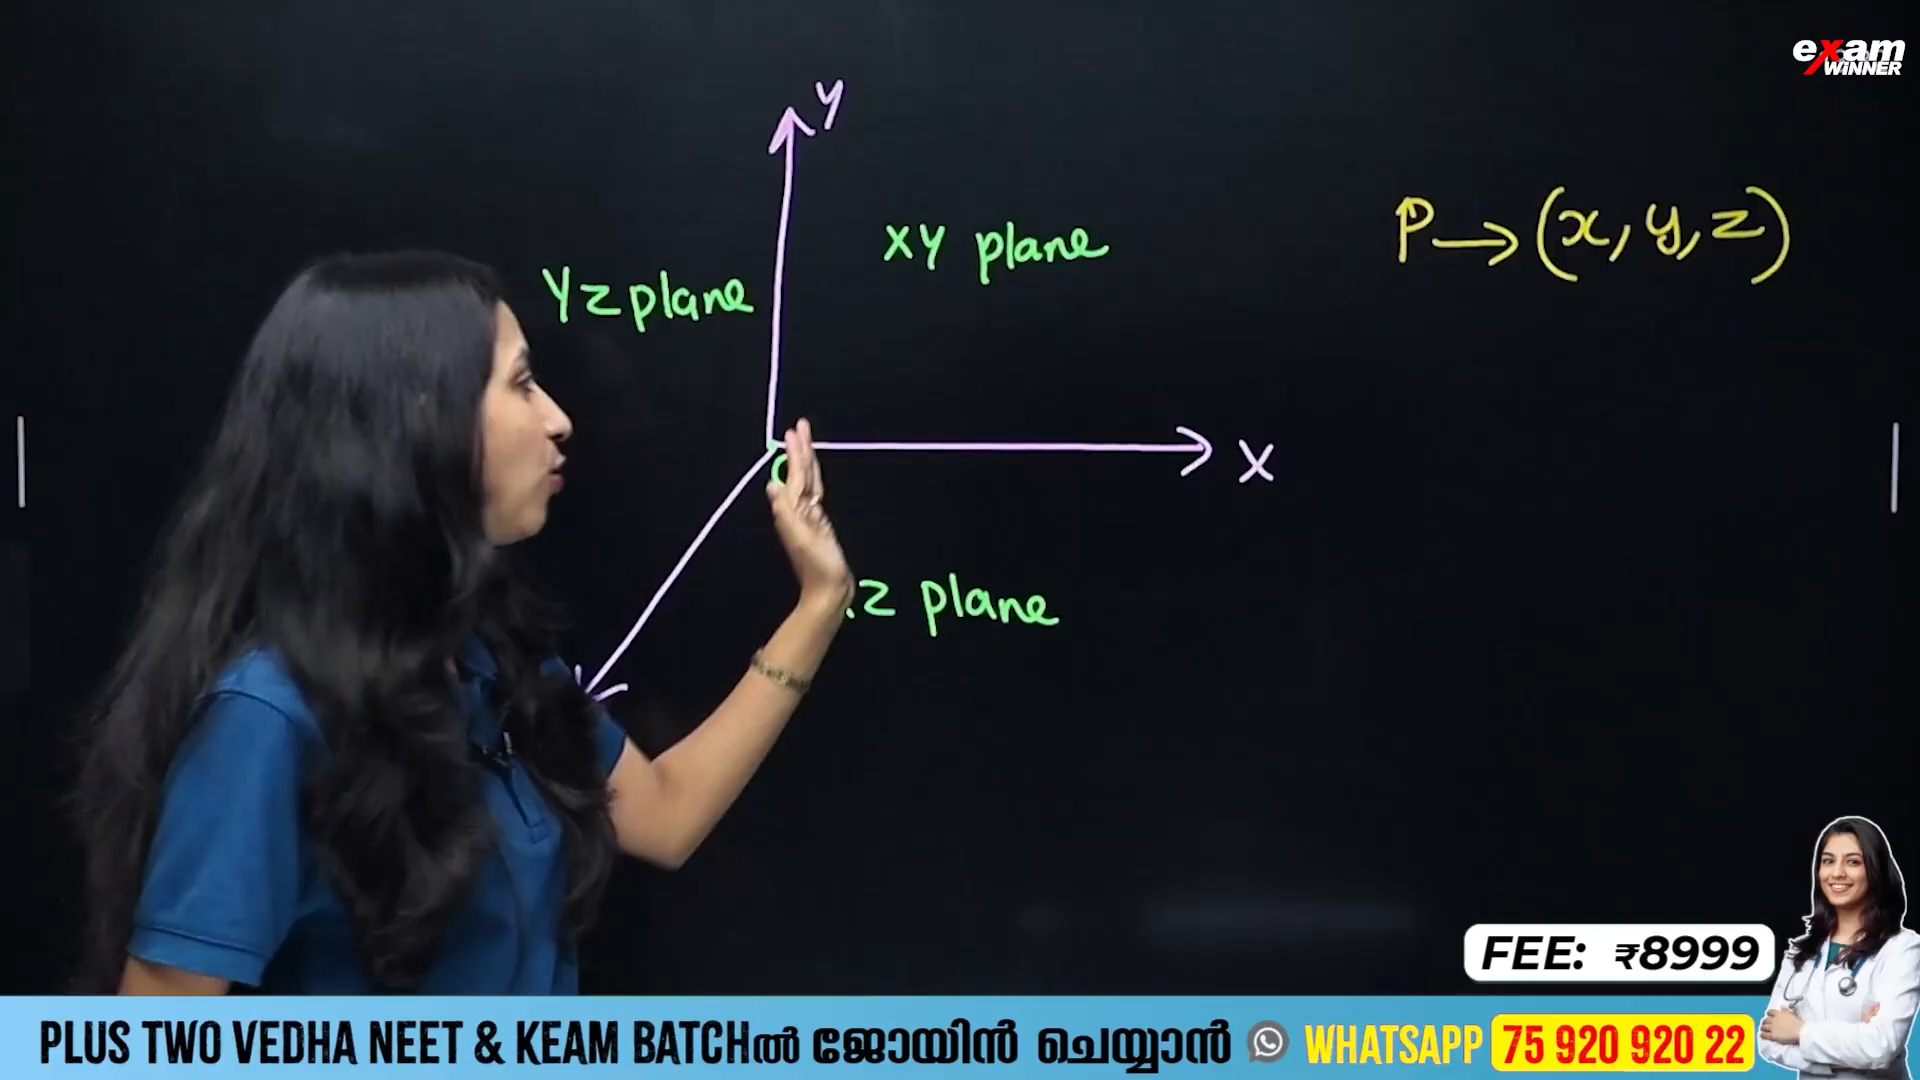 exam
WINNER
Y
XY plane
P→(x, y, z)
YZ plane
X
Z plane
FEE: ₹8999
PLUS TWO VEDHA NEET & KEAM BATCHൽ ജോയിൻ ചെയ്യാൻ WHATSAPP 75 920 920 22